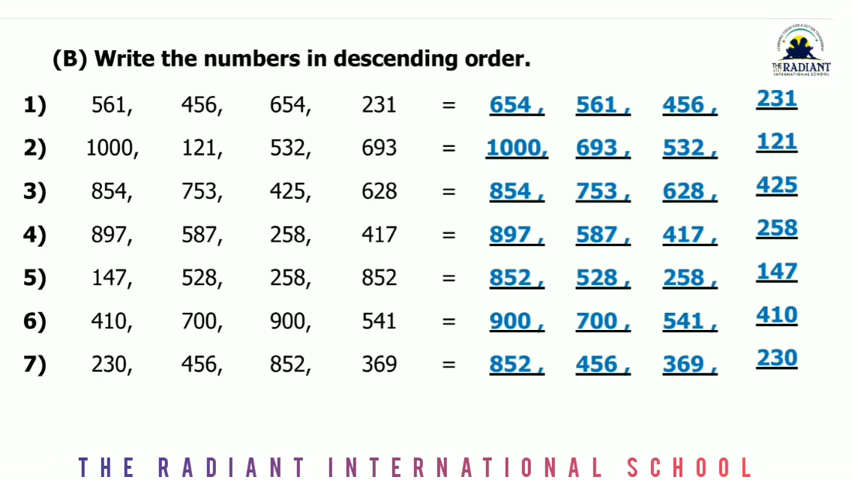 (B) Write the numbers in descending order.
THE RADIANT
INTERNATIONAL SCHOOL
1) 561, 456, 654, 231 = 654 , 561 , 456 , 231
2) 1000, 121, 532, 693 = 1000, 693 , 532 , 121
3) 854, 753, 425, 628 = 854 , 753 , 628 , 425
4) 897, 587, 258, 417 = 897 , 587 , 417 , 258
5) 147, 528, 258, 852 = 852 , 528 , 258 , 147
6) 410, 700, 900, 541 = 900 , 700 , 541 , 410
7) 230, 456, 852, 369 = 852 , 456 , 369 , 230
THE RADIANT INTERNATIONAL SCHOOL